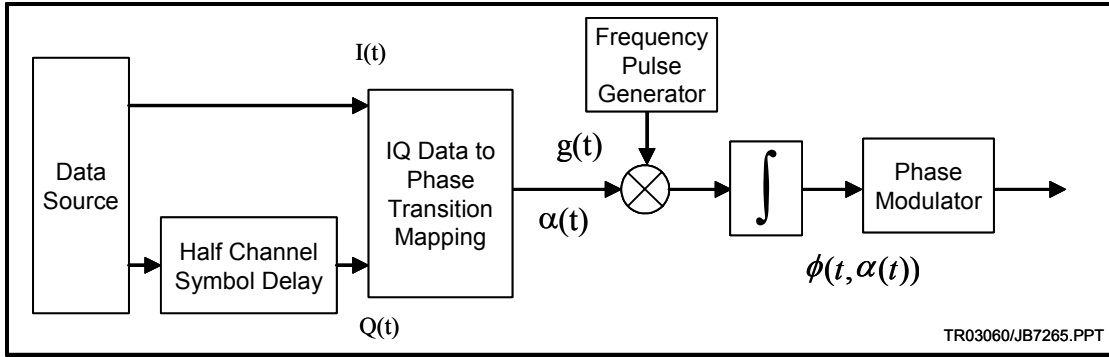 I(t)
Data
Source
Half Channel
Symbol Delay
Q(t)
IQ Data to
Phase
Transition
Mapping
Frequency
Pulse
Generator
g(t)
α(t)
∫
Phase
Modulator
ϕ(t,α(t))
TR03060/JB7265.PPT